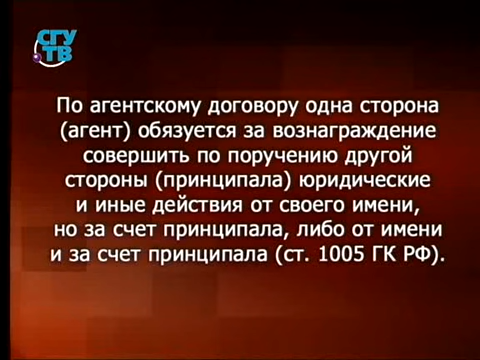 СГУ
ТВ
По агентскому договору одна сторона
(агент) обязуется за вознаграждение
совершить по поручению другой
стороны (принципала) юридические
и иные действия от своего имени,
но за счет принципала, либо от имени
и за счет принципала (ст. 1005 ГК РФ).